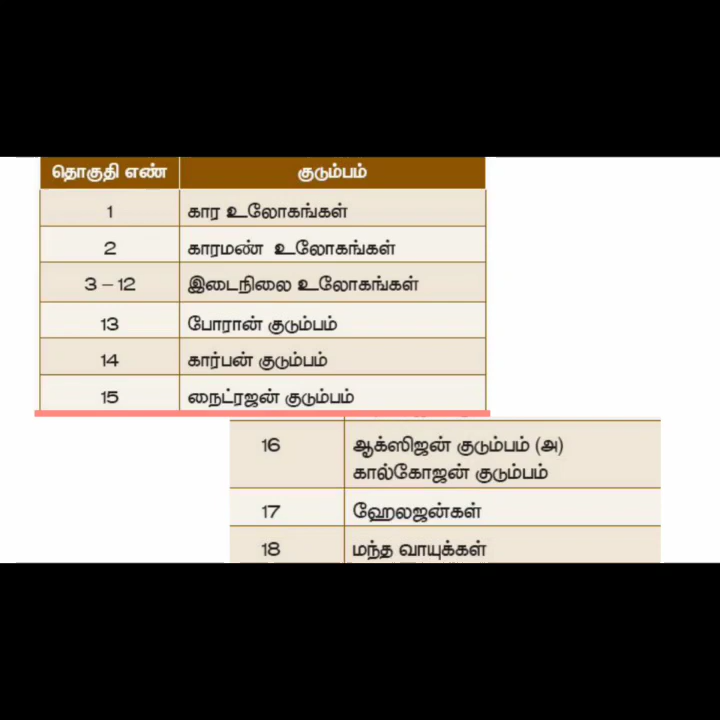 தொகுதி எண் குடும்பம்
1 கார உலோகங்கள்
2 காரமண் உலோகங்கள்
3 – 12 இடைநிலை உலோகங்கள்
13 போரான் குடும்பம்
14 கார்பன் குடும்பம்
15 நைட்ரஜன் குடும்பம்
16 ஆக்ஸிஜன் குடும்பம் (அ)
கால்கோஜன் குடும்பம்
17 ஹேலஜன்கள்
18 மந்த வாயுக்கள்